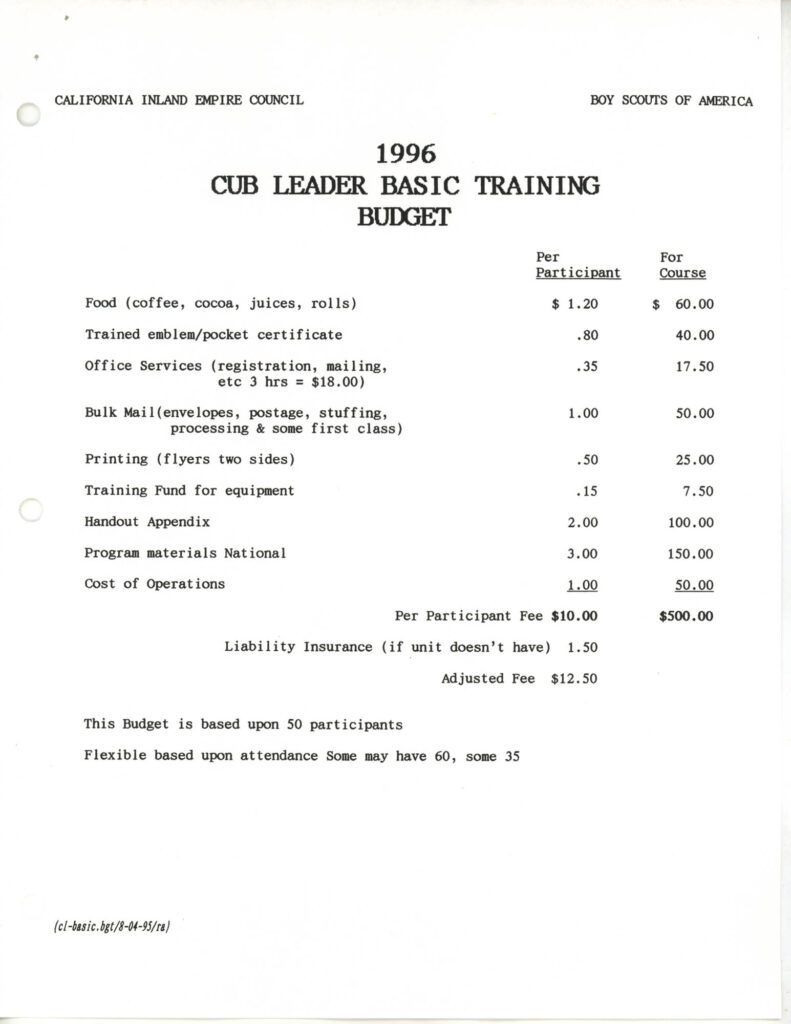 CALIFORNIA INLAND EMPIRE COUNCIL BOY SCOUTS OF AMERICA
1996
CUB LEADER BASIC TRAINING
BUDGET
Per For
Participant Course
Food (coffee, cocoa, juices, rolls) $ 1.20 $ 60.00
Trained emblem/pocket certificate .80 40.00
Office Services (registration, mailing, .35 17.50
etc 3 hrs = $18.00)
Bulk Mail(envelopes, postage, stuffing, 1.00 50.00
processing & some first class)
Printing (flyers two sides) .50 25.00
Training Fund for equipment .15 7.50
Handout Appendix 2.00 100.00
Program materials National 3.00 150.00
Cost of Operations 1.00 50.00
Per Participant Fee $10.00 $500.00
Liability Insurance (if unit doesn't have) 1.50
Adjusted Fee $12.50
This Budget is based upon 50 participants
Flexible based upon attendance Some may have 60, some 35
(cl-basic.bgt/8-04-95/ra)